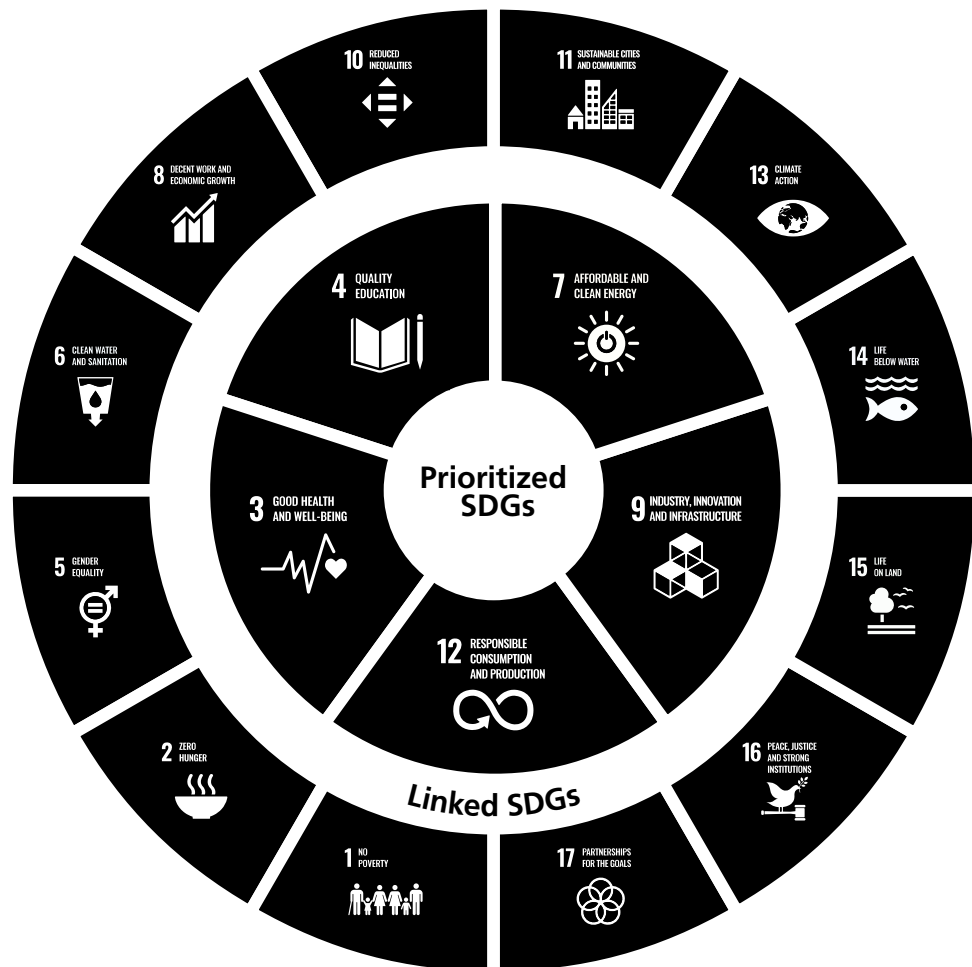 10 REDUCED
INEQUALITIES
11 SUSTAINABLE CITIES
AND COMMUNITIES
8 DECENT WORK AND
ECONOMIC GROWTH
13 CLIMATE
ACTION
4 QUALITY
EDUCATION
7 AFFORDABLE AND
CLEAN ENERGY
6 CLEAN WATER
AND SANITATION
14 LIFE
BELOW WATER
Prioritized
SDGs
3 GOOD HEALTH
AND WELL-BEING
9 INDUSTRY, INNOVATION
AND INFRASTRUCTURE
5 GENDER
EQUALITY
15 LIFE
ON LAND
12 RESPONSIBLE
CONSUMPTION
AND PRODUCTION
2 ZERO
HUNGER
16 PEACE, JUSTICE
AND STRONG
INSTITUTIONS
Linked SDGs
1 NO
POVERTY
17 PARTNERSHIPS
FOR THE GOALS